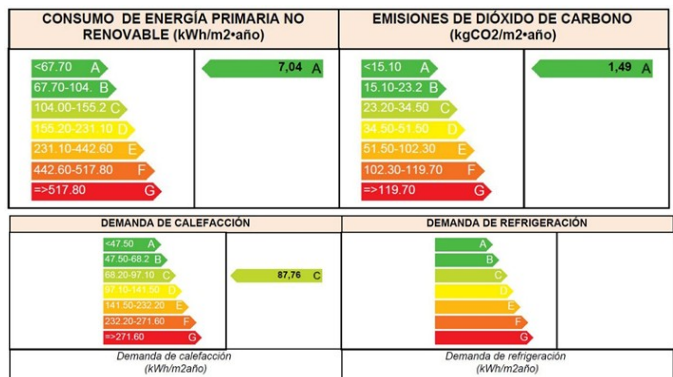 CONSUMO DE ENERGÍA PRIMARIA NO
RENOVABLE (kWh/m2•año)
<67.70 A
7,04 A
67.70-104. B
104.00-155.2 C
155.20-231.10 D
231.10-442.60 E
442.60-517.80 F
=>517.80 G
EMISIONES DE DIÓXIDO DE CARBONO
(kgCO2/m2•año)
<15.10 A
1,49 A
15.10-23.2 B
23.20-34.50 C
34.50-51.50 D
51.50-102.30 E
102.30-119.70 F
=>119.70 G
DEMANDA DE CALEFACCIÓN
<47.50 A
47.50-68.2 B
68.20-97.10 C
87,76 C
97.10-141.50 D
141.50-232.20 E
232.20-271.60 F
=>271.60 G
Demanda de calefacción
(kWh/m2año)
DEMANDA DE REFRIGERACIÓN
A
B
C
D
E
F
G
Demanda de refrigeración
(kWh/m2año)